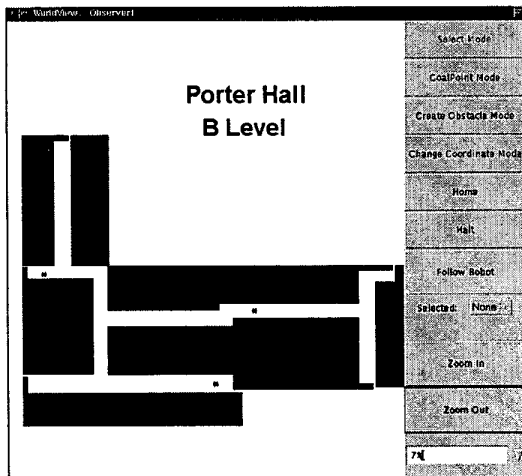 WorldView: Observer1
Porter Hall
B Level
Select Mode
GoalPoint Mode
Create Obstacle Mode
Change Coordinate Mode
Home
Halt
Follow Robot
Selected: None
Zoom In
Zoom Out